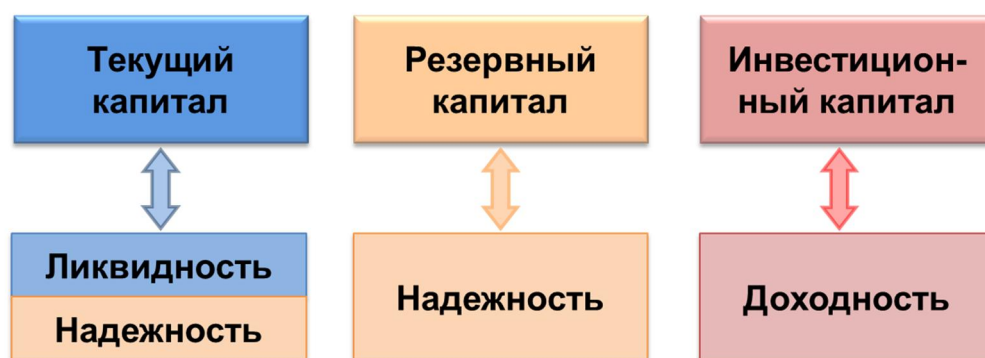 Текущий
капитал
Резервный
капитал
Инвестицион-
ный капитал
Ликвидность
Надежность
Надежность
Доходность